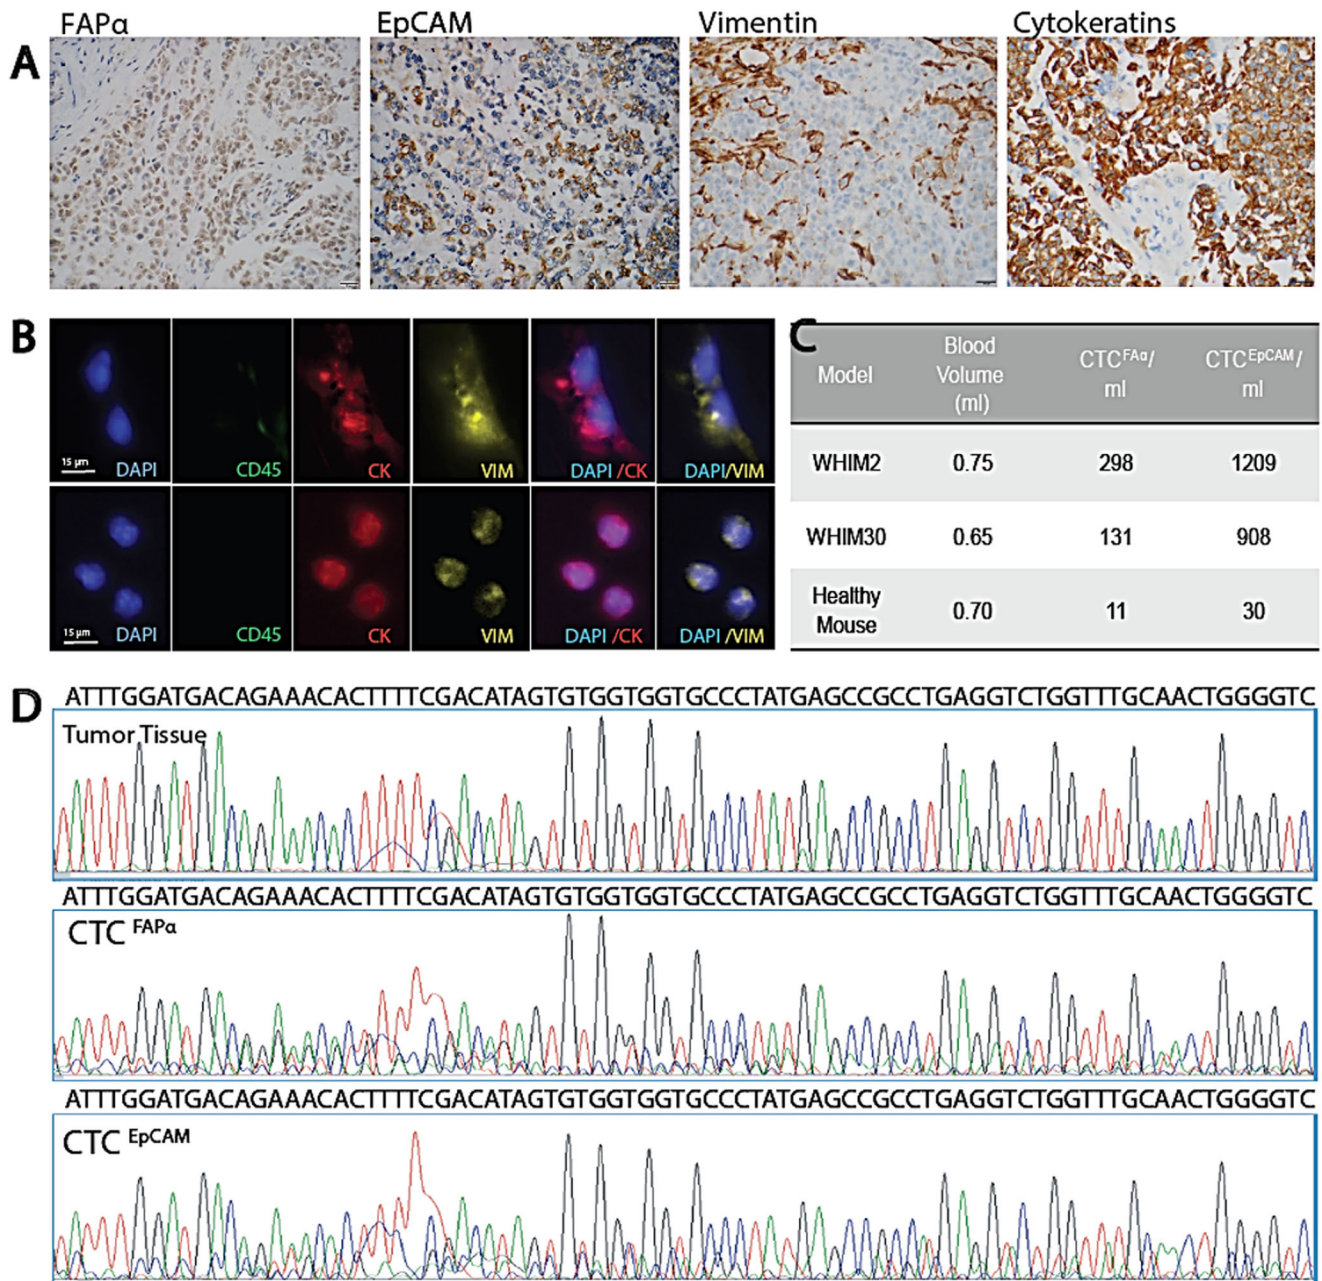 FAPα EpCAM Vimentin Cytokeratins
A
B
DAPI CD45 CK VIM DAPI /CK DAPI/VIM
15 µm
DAPI CD45 CK VIM DAPI /CK DAPI /VIM
15 µm
C
Model Blood Volume (ml) CTC^FAα/ ml CTC^EpCAM/ ml
WHIM2 0.75 298 1209
WHIM30 0.65 131 908
Healthy Mouse 0.70 11 30
D
ATTTGGATGACAGAAACACTTTTCGACATAGTGTGGTGGTGCCCTATGAGCCGCCTGAGGTCTGGTTTGCAACTGGGGTC
Tumor Tissue
ATTTGGATGACAGAAACACTTTTCGACATAGTGTGGTGGTGCCCTATGAGCCGCCTGAGGTCTGGTTTGCAACTGGGGTC
CTC FAPα
ATTTGGATGACAGAAACACTTTTCGACATAGTGTGGTGGTGCCCTATGAGCCGCCTGAGGTCTGGTTTGCAACTGGGGTC
CTC EpCAM